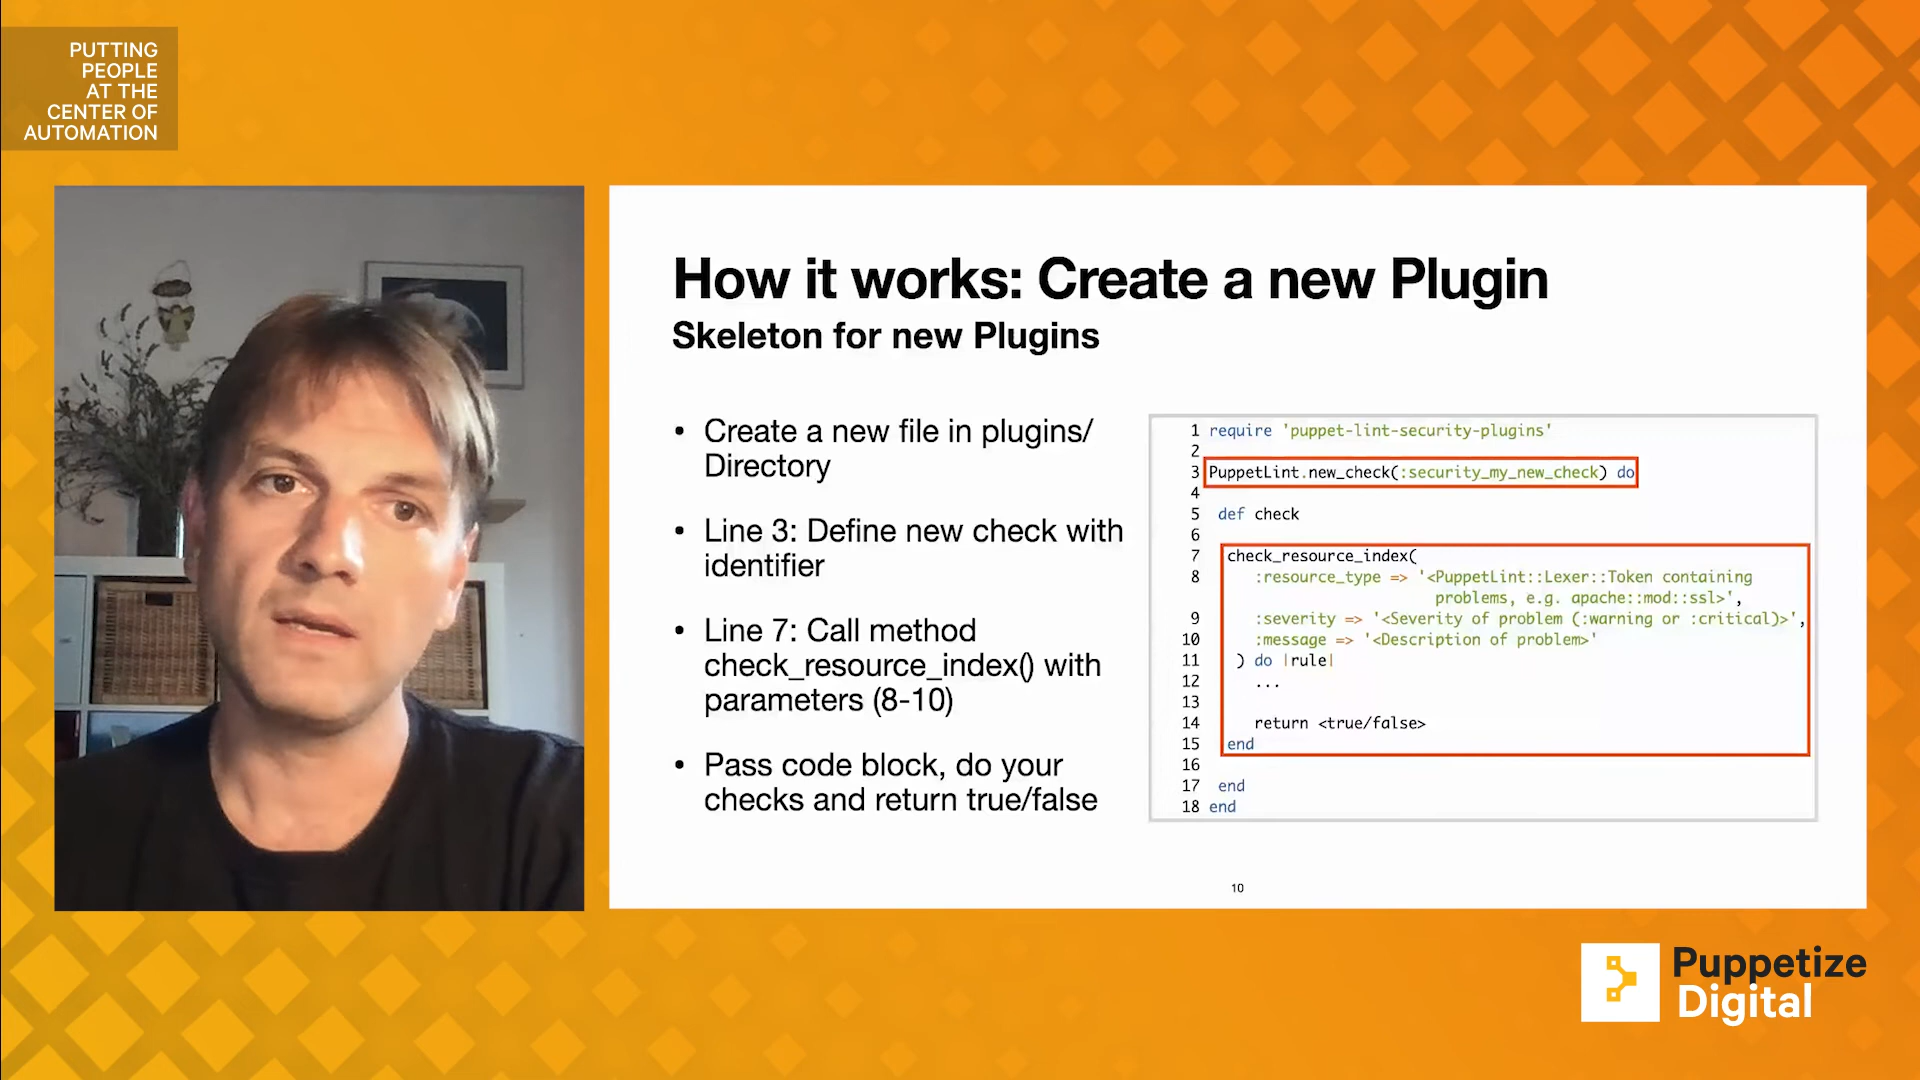 PUTTING
PEOPLE
AT THE
CENTER OF
AUTOMATION
How it works: Create a new Plugin
Skeleton for new Plugins
• Create a new file in plugins/
Directory
• Line 3: Define new check with
identifier
• Line 7: Call method
check_resource_index() with
parameters (8-10)
• Pass code block, do your
checks and return true/false
1 require 'puppet-lint-security-plugins'
2
3 PuppetLint.new_check(:security_my_new_check) do
4
5 def check
6
7 check_resource_index(
8 :resource_type => '<PuppetLint::Lexer::Token containing
problems, e.g. apache::mod::ssl>',
9 :severity => '<Severity of problem (:warning or :critical)>',
10 :message => '<Description of problem>'
11 ) do |rule|
12 ...
13
14 return <true/false>
15 end
16
17 end
18 end
10
Puppetize
Digital